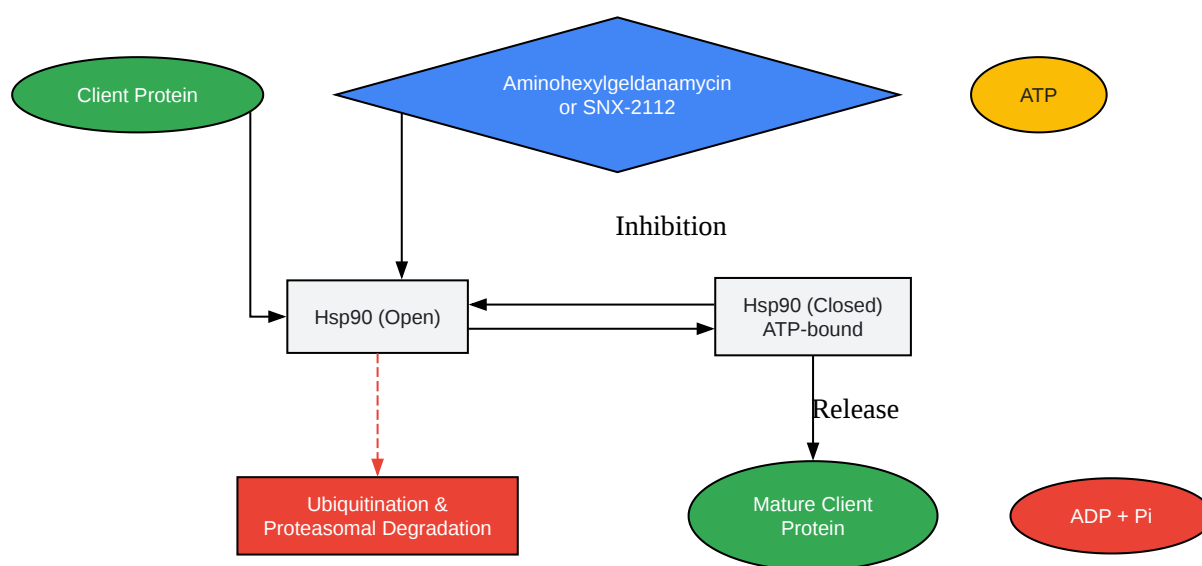 Client Protein
Aminohexylgeldanamycin
or SNX-2112
ATP
Inhibition
Hsp90 (Open)
Hsp90 (Closed)
ATP-bound
Release
Ubiquitination &
Proteasomal Degradation
Mature Client
Protein
ADP + Pi